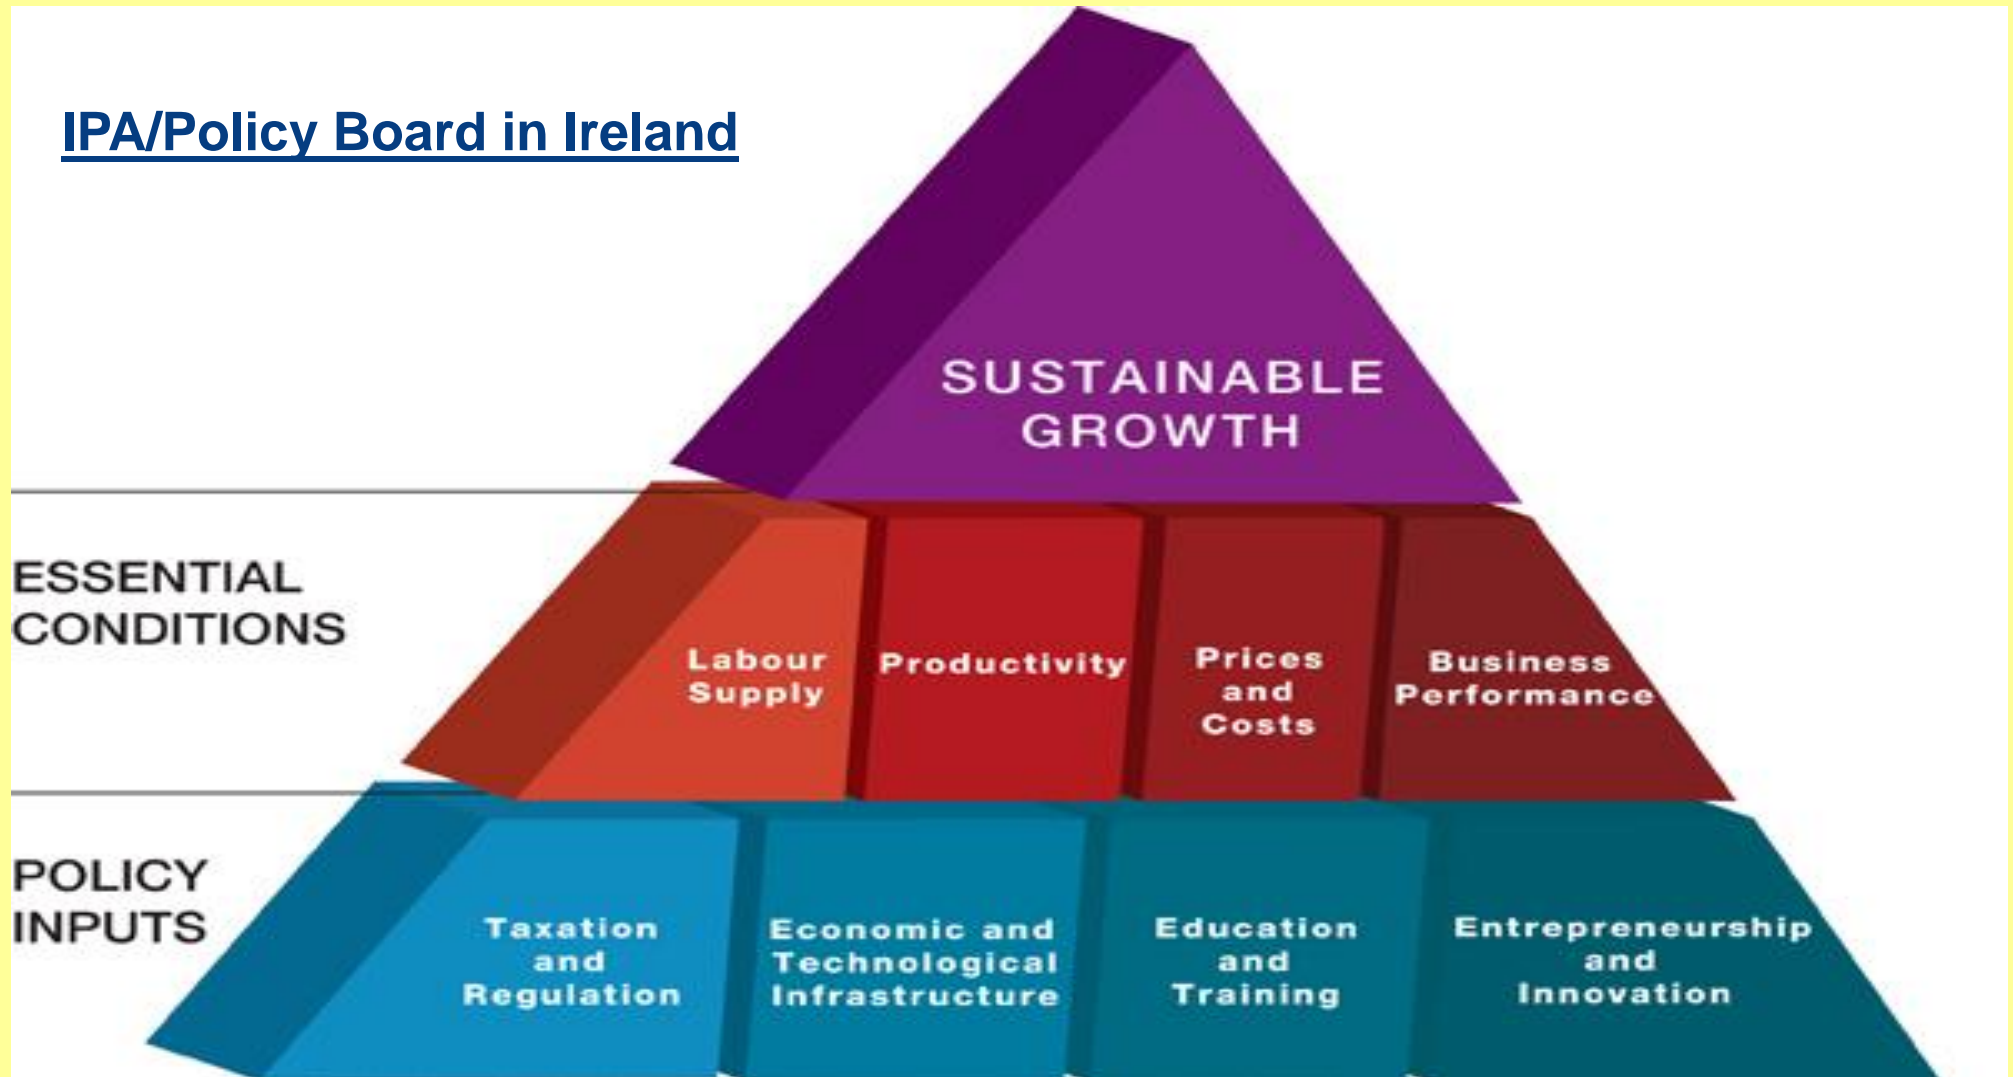 IPA/Policy Board in Ireland
SUSTAINABLE
GROWTH
ESSENTIAL
CONDITIONS
Labour
Supply
Productivity
Prices
and
Costs
Business
Performance
POLICY
INPUTS
Taxation
and
Regulation
Economic and
Technological
Infrastructure
Education
and
Training
Entrepreneurship
and
Innovation